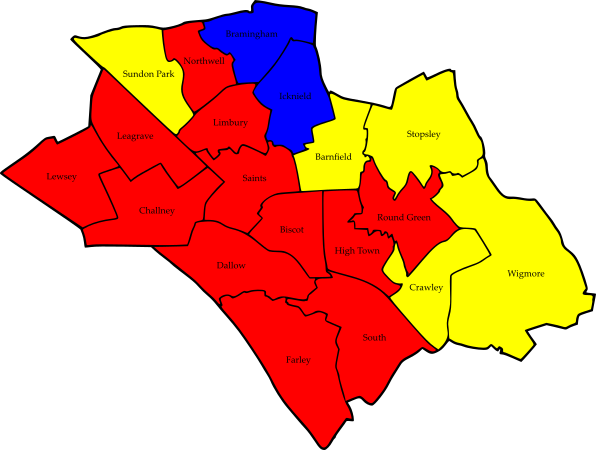 Bramingham
Northwell
Sundon Park
Icknield
Limbury
Leagrave
Stopsley
Barnfield
Lewsey
Saints
Challney
Round Green
Biscot
High Town
Dallow
Wigmore
Crawley
South
Farley